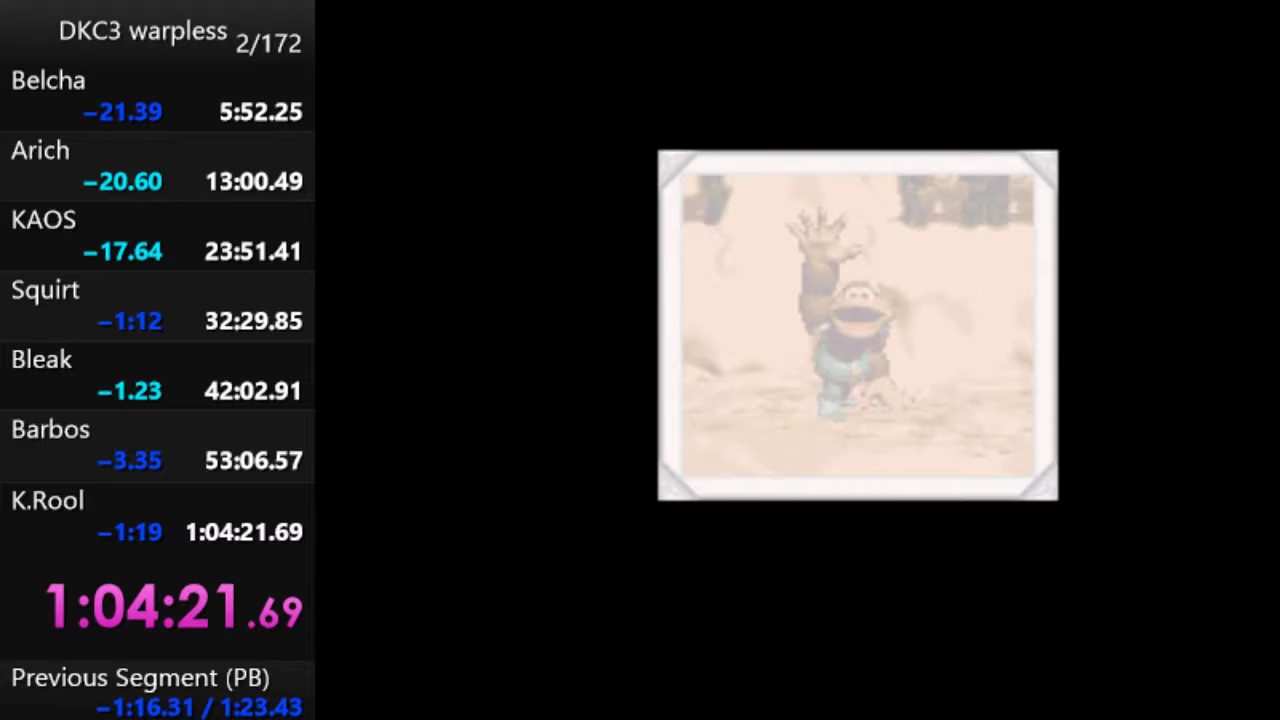 DKC3 warpless 2/172
Belcha
−21.39 5:52.25
Arich
−20.60 13:00.49
KAOS
−17.64 23:51.41
Squirt
−1:12 32:29.85
Bleak
−1.23 42:02.91
Barbos
−3.35 53:06.57
K.Rool
−1:19 1:04:21.69
1:04:21.69
Previous Segment (PB)
−1:16.31 / 1:23.43